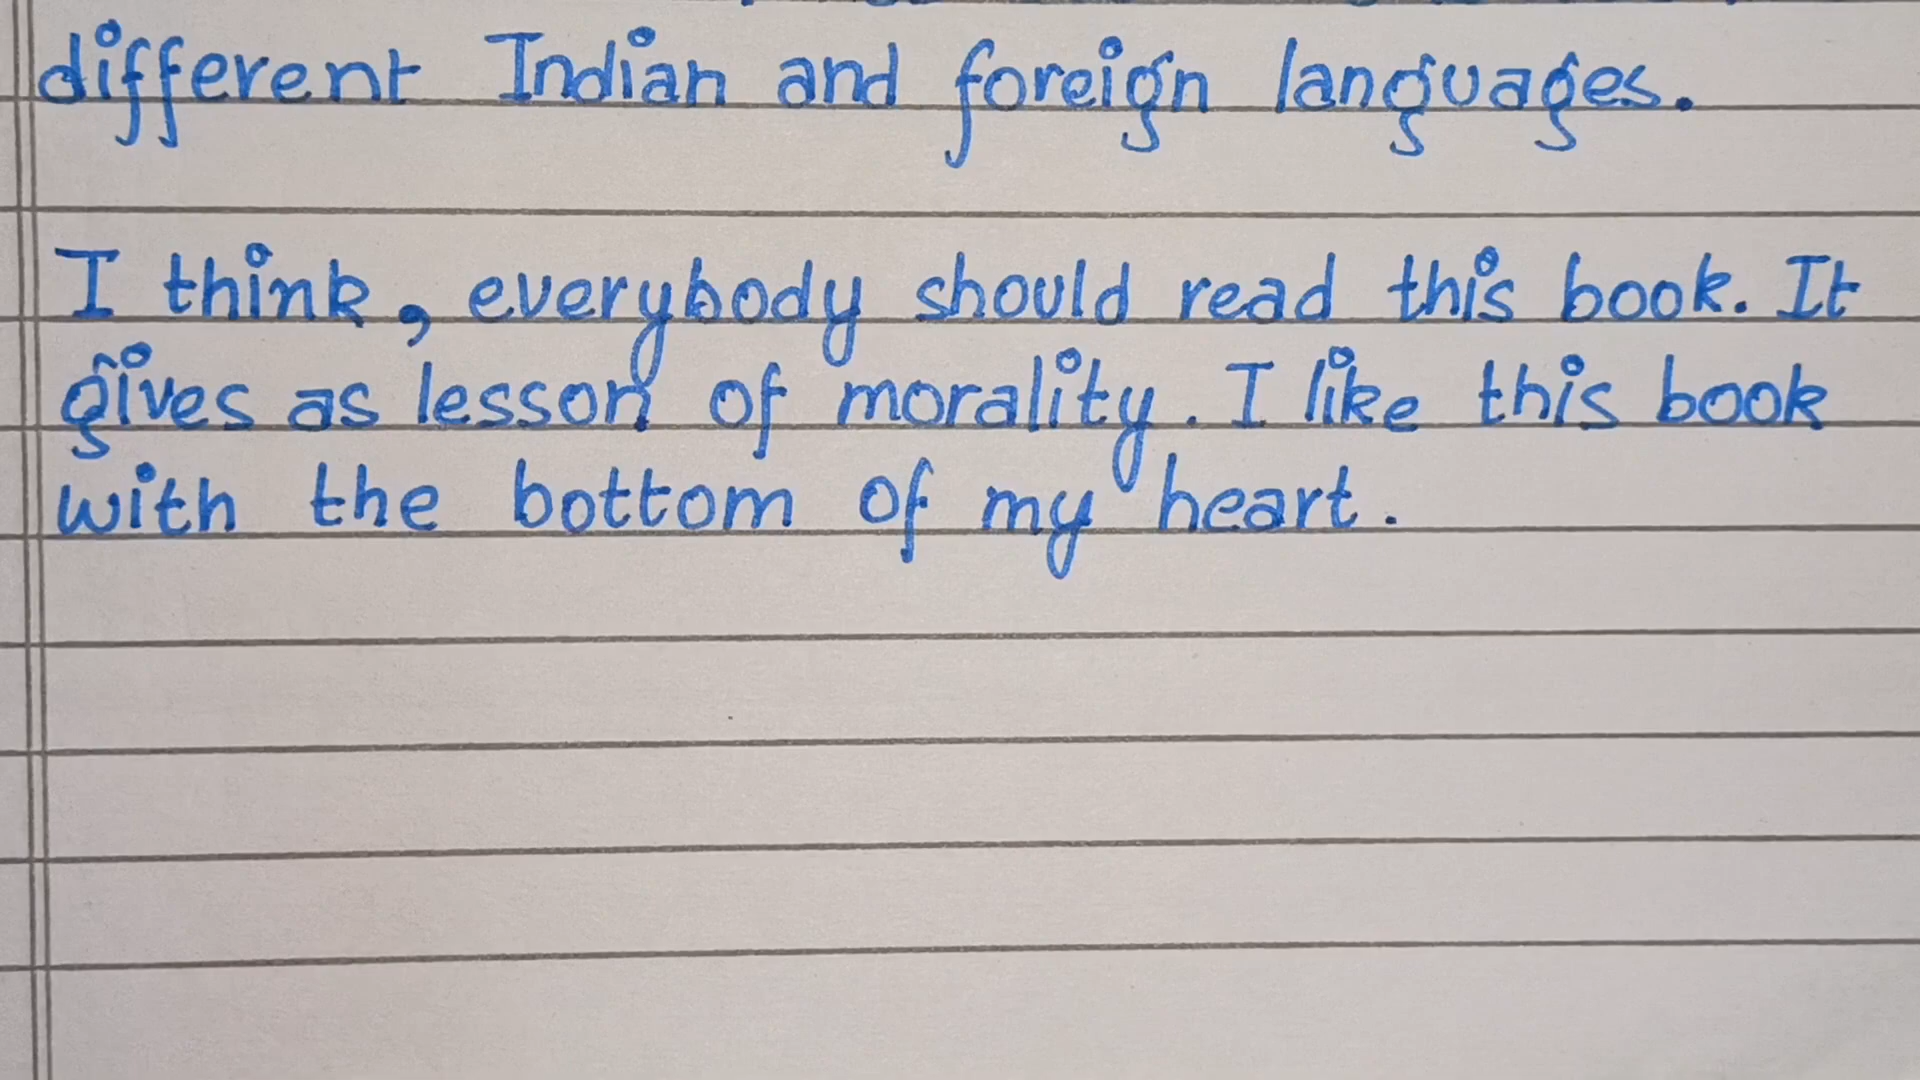 different Indian and foreign languages.
I think, everybody should read this book. It
gives as lesson of morality. I like this book
with the bottom of my heart.